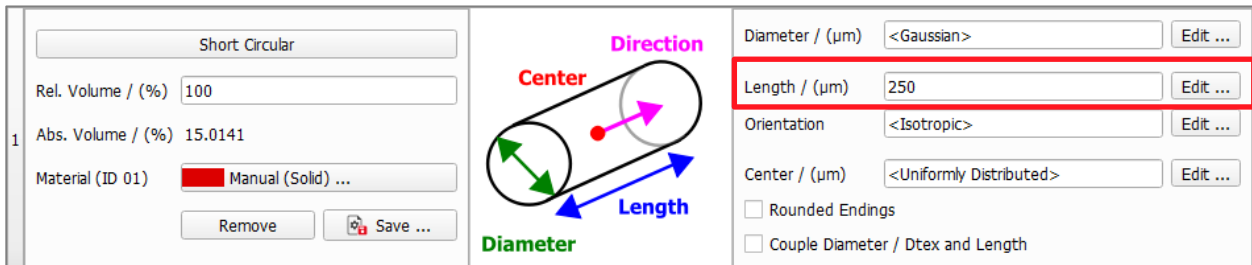 1
Short Circular
Rel. Volume / (%) 100
Abs. Volume / (%) 15.0141
Material (ID 01) Manual (Solid) ...
Remove Save ...
Direction
Center
Length
Diameter
Diameter / (µm) <Gaussian> Edit ...
Length / (µm) 250 Edit ...
Orientation <Isotropic> Edit ...
Center / (µm) <Uniformly Distributed> Edit ...
Rounded Endings
Couple Diameter / Dtex and Length